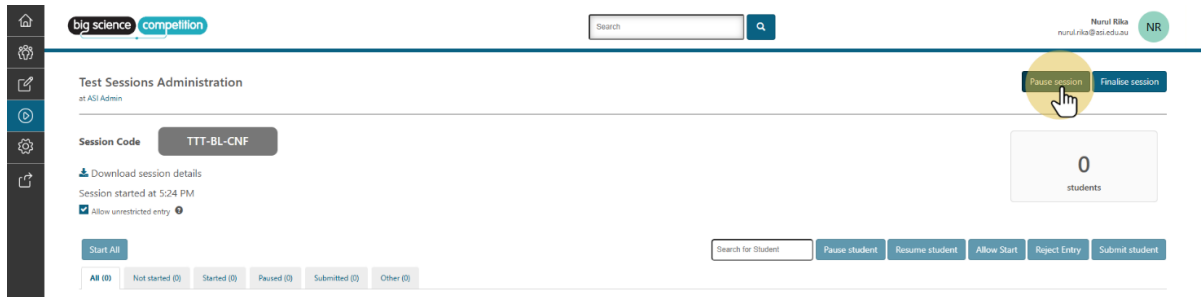 big science competition
Search
Nurul Rika
nurul.rika@asi.edu.au
NR
Test Sessions Administration
at ASI Admin
Pause session
Finalise session
Session Code TTT-BL-CNF
Download session details
Session started at 5:24 PM
Allow unrestricted entry
0
students
Start All
Search for Student
Pause student
Resume student
Allow Start
Reject Entry
Submit student
All (0)
Not started (0)
Started (0)
Paused (0)
Submitted (0)
Other (0)